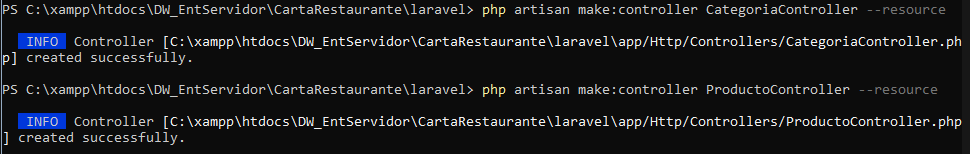 PS C:\xampp\htdocs\DW_EntServidor\CartaRestaurante\laravel> php artisan make:controller CategoriaController --resource
INFO Controller [C:\xampp\htdocs\DW_EntServidor\CartaRestaurante\laravel\app/Http/Controllers/CategoriaController.ph
p] created successfully.
PS C:\xampp\htdocs\DW_EntServidor\CartaRestaurante\laravel> php artisan make:controller ProductoController --resource
INFO Controller [C:\xampp\htdocs\DW_EntServidor\CartaRestaurante\laravel\app/Http/Controllers/ProductoController.php
] created successfully.